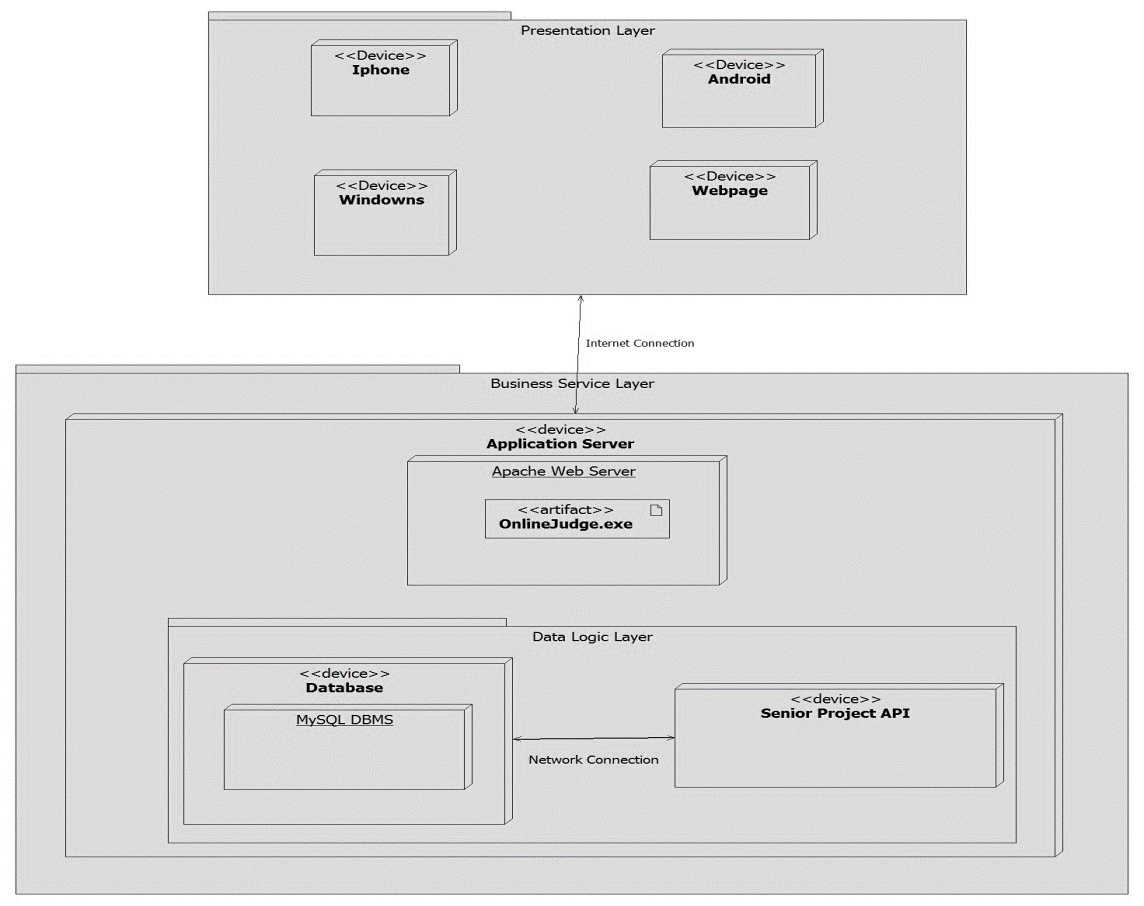 Presentation Layer
<<Device>>
Iphone
<<Device>>
Android
<<Device>>
Windowns
<<Device>>
Webpage
Internet Connection
Business Service Layer
<<device>>
Application Server
Apache Web Server
<<artifact>>
OnlineJudge.exe
Data Logic Layer
<<device>>
Database
MySQL DBMS
<<device>>
Senior Project API
Network Connection